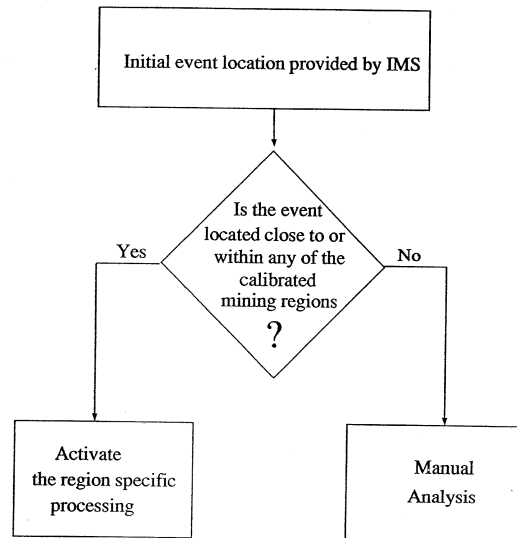 Initial event location provided by IMS
Is the event
located close to or
within any of the
calibrated
mining regions
?
Yes
No
Activate
the region specific
processing
Manual
Analysis